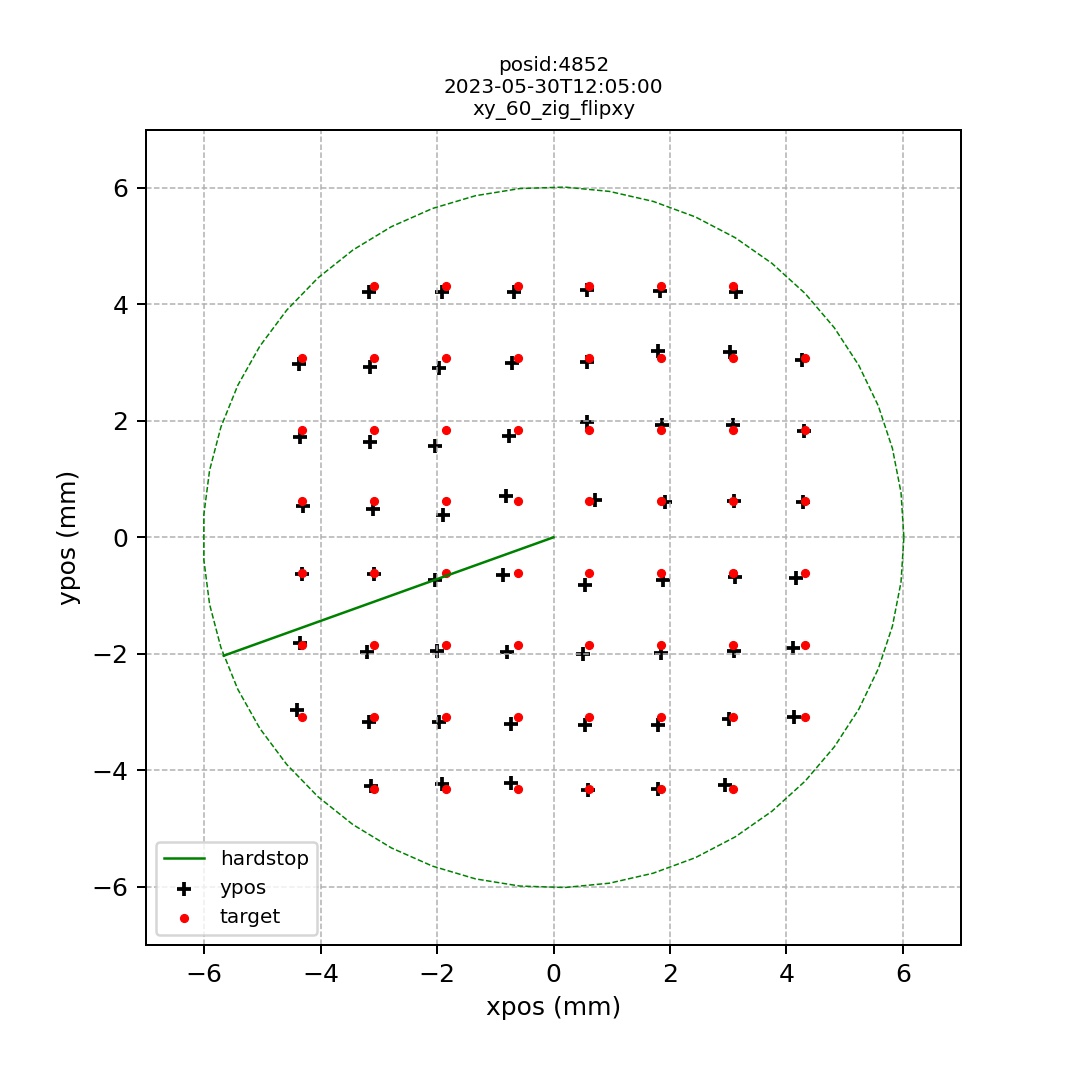 posid:4852
2023-05-30T12:05:00
xy_60_zig_flipxy
6
4
2
0
−2
−4
−6
ypos (mm)
hardstop
ypos
target
−6
−4
−2
0
2
4
6
xpos (mm)